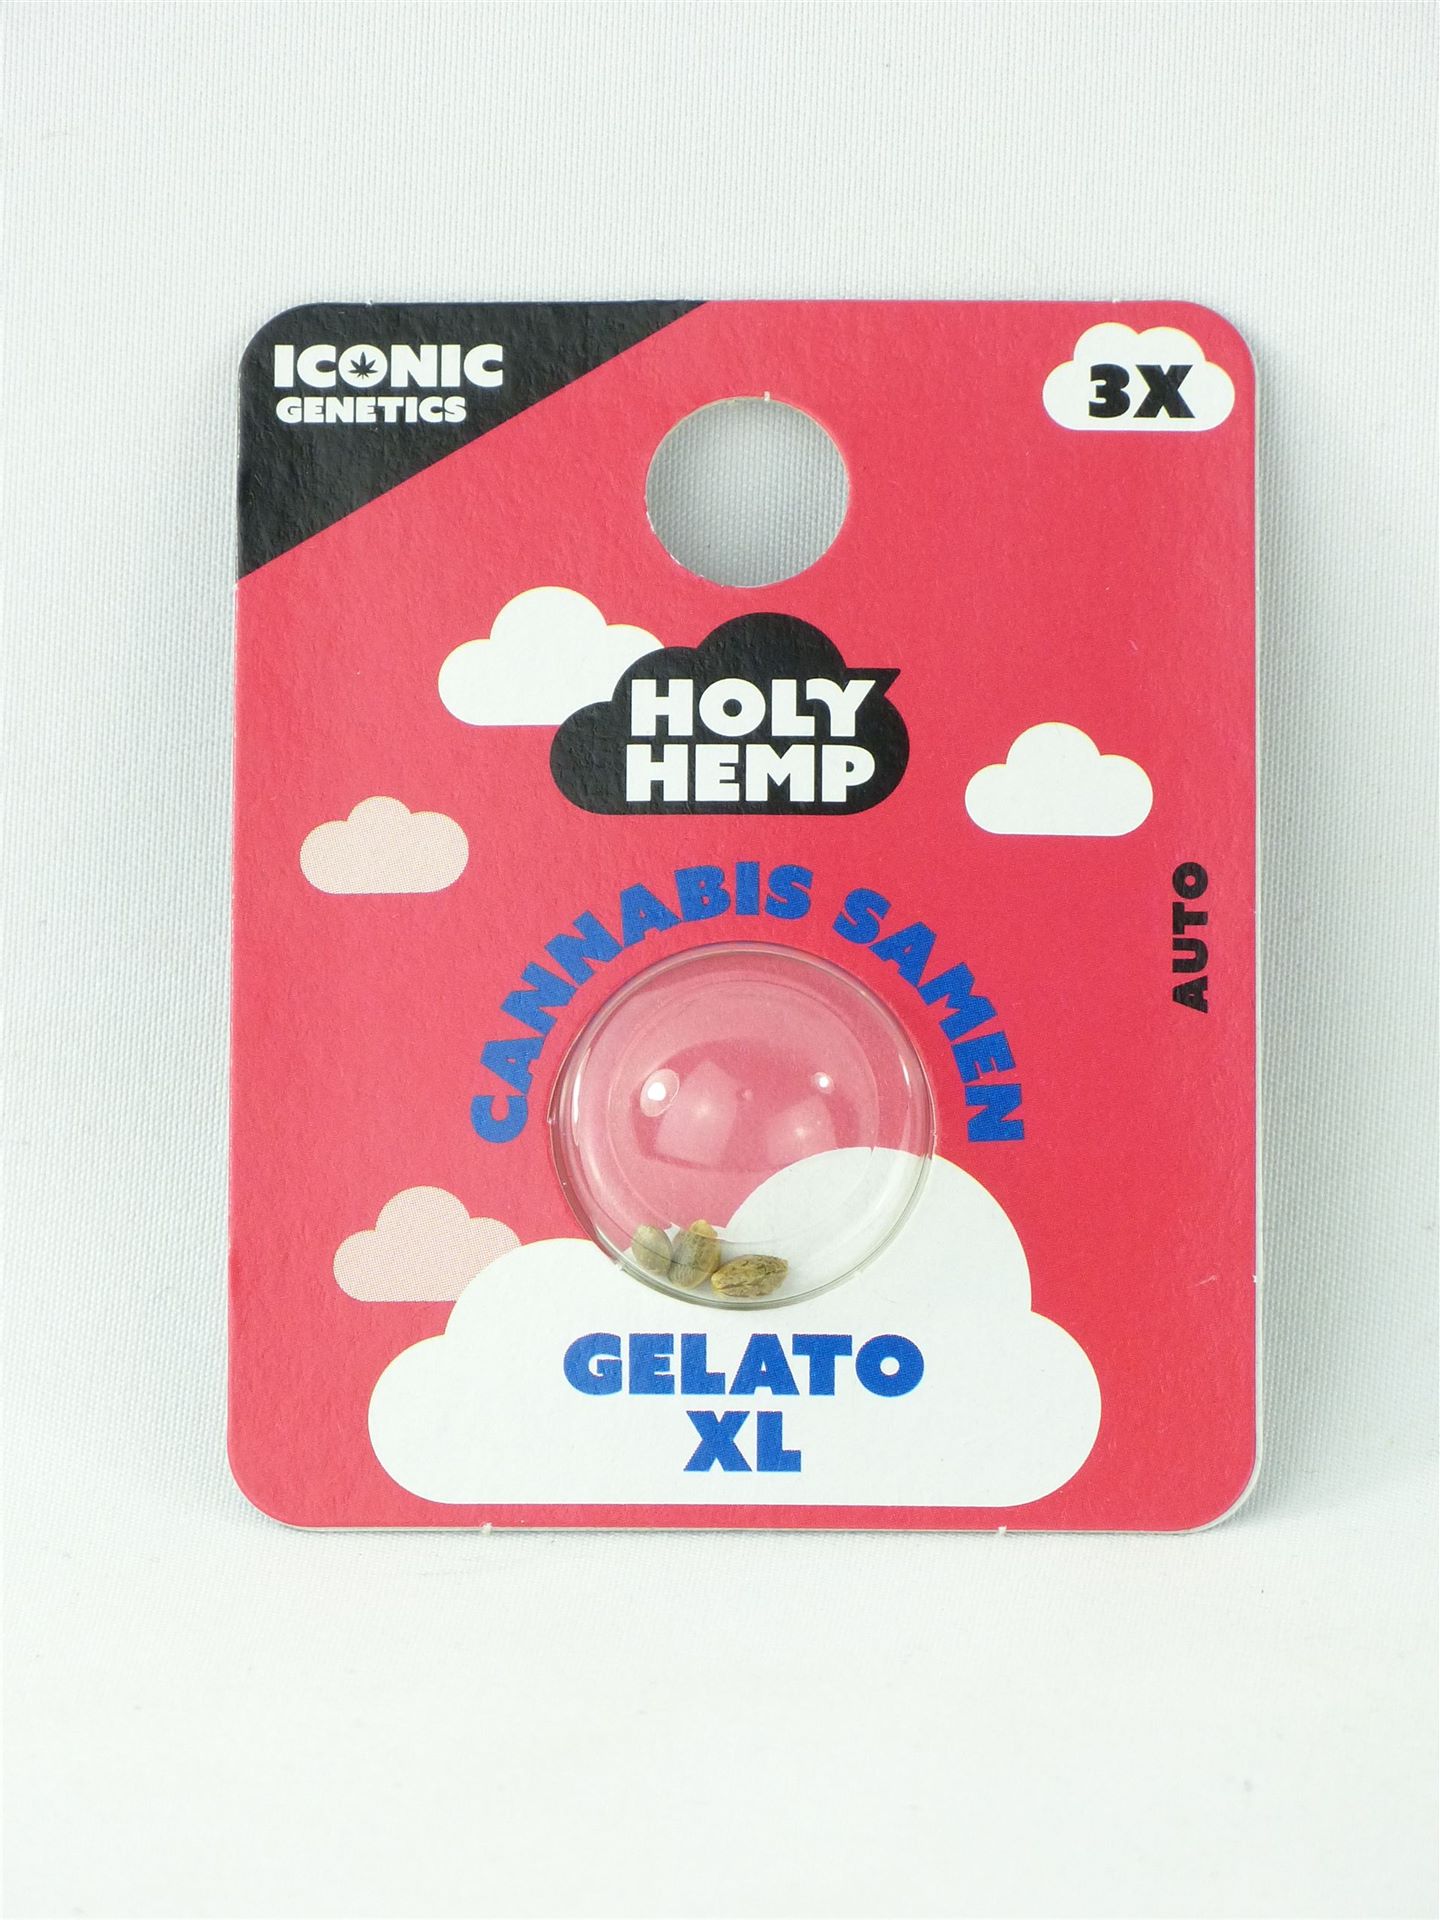 ICONIC
GENETICS
3X
HOLY
HEMP
CANNABIS SAMEN
AUTO
GELATO
XL